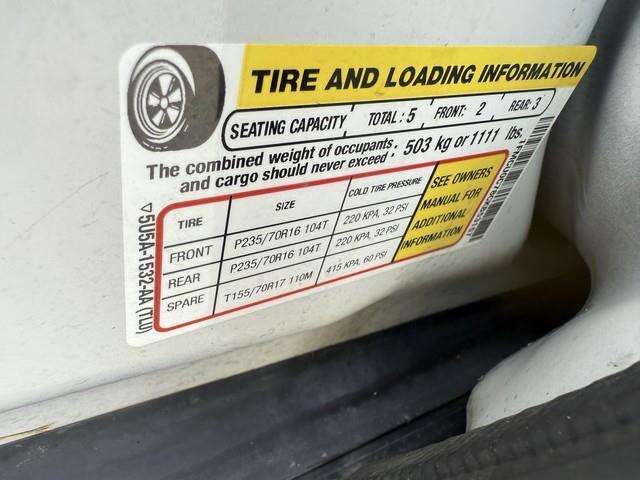 TIRE AND LOADING INFORMATION
SEATING CAPACITY TOTAL : 5 FRONT: 2 REAR: 3
The combined weight of occupants and cargo should never exceed : 503 kg or 1111 lbs.
TIRE SIZE COLD TIRE PRESSURE
FRONT P235/70R16 104T 220 KPA, 32 PSI
REAR P235/70R16 104T 220 KPA, 32 PSI
SPARE T155/70R17 110M 415 KPA, 60 PSI
SEE OWNERS
MANUAL FOR
ADDITIONAL
INFORMATION
▽5U5A-1532-AA (TLU)